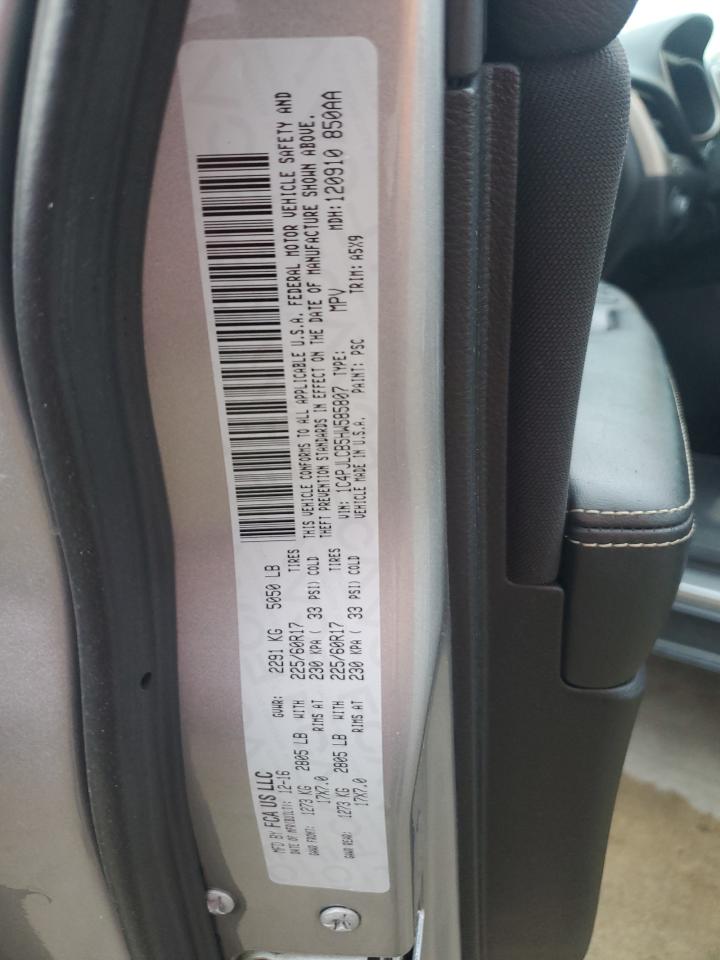 MFD BY FCA US LLC
DATE OF MFR 12-16 GVWR: 2291 KG 5050 LB
GAWR FRONT: 1273 KG 2805 LB WITH 225/60R17 TIRES
17X7.0 RIMS AT 230 KPA ( 33 PSI) COLD
GAWR REAR: 1273 KG 2805 LB WITH 225/60R17 TIRES
17X7.0 RIMS AT 230 KPA ( 33 PSI) COLD
THIS VEHICLE CONFORMS TO ALL APPLICABLE U.S.A. FEDERAL MOTOR VEHICLE SAFETY AND
THEFT PREVENTION STANDARDS IN EFFECT ON THE DATE OF MANUFACTURE SHOWN ABOVE.
VIN: 1C4PJLCB5HW585807 TYPE: MPV MDH: 120910 850AA
VEHICLE MADE IN U.S.A. PAINT: PSC TRIM: A5X9